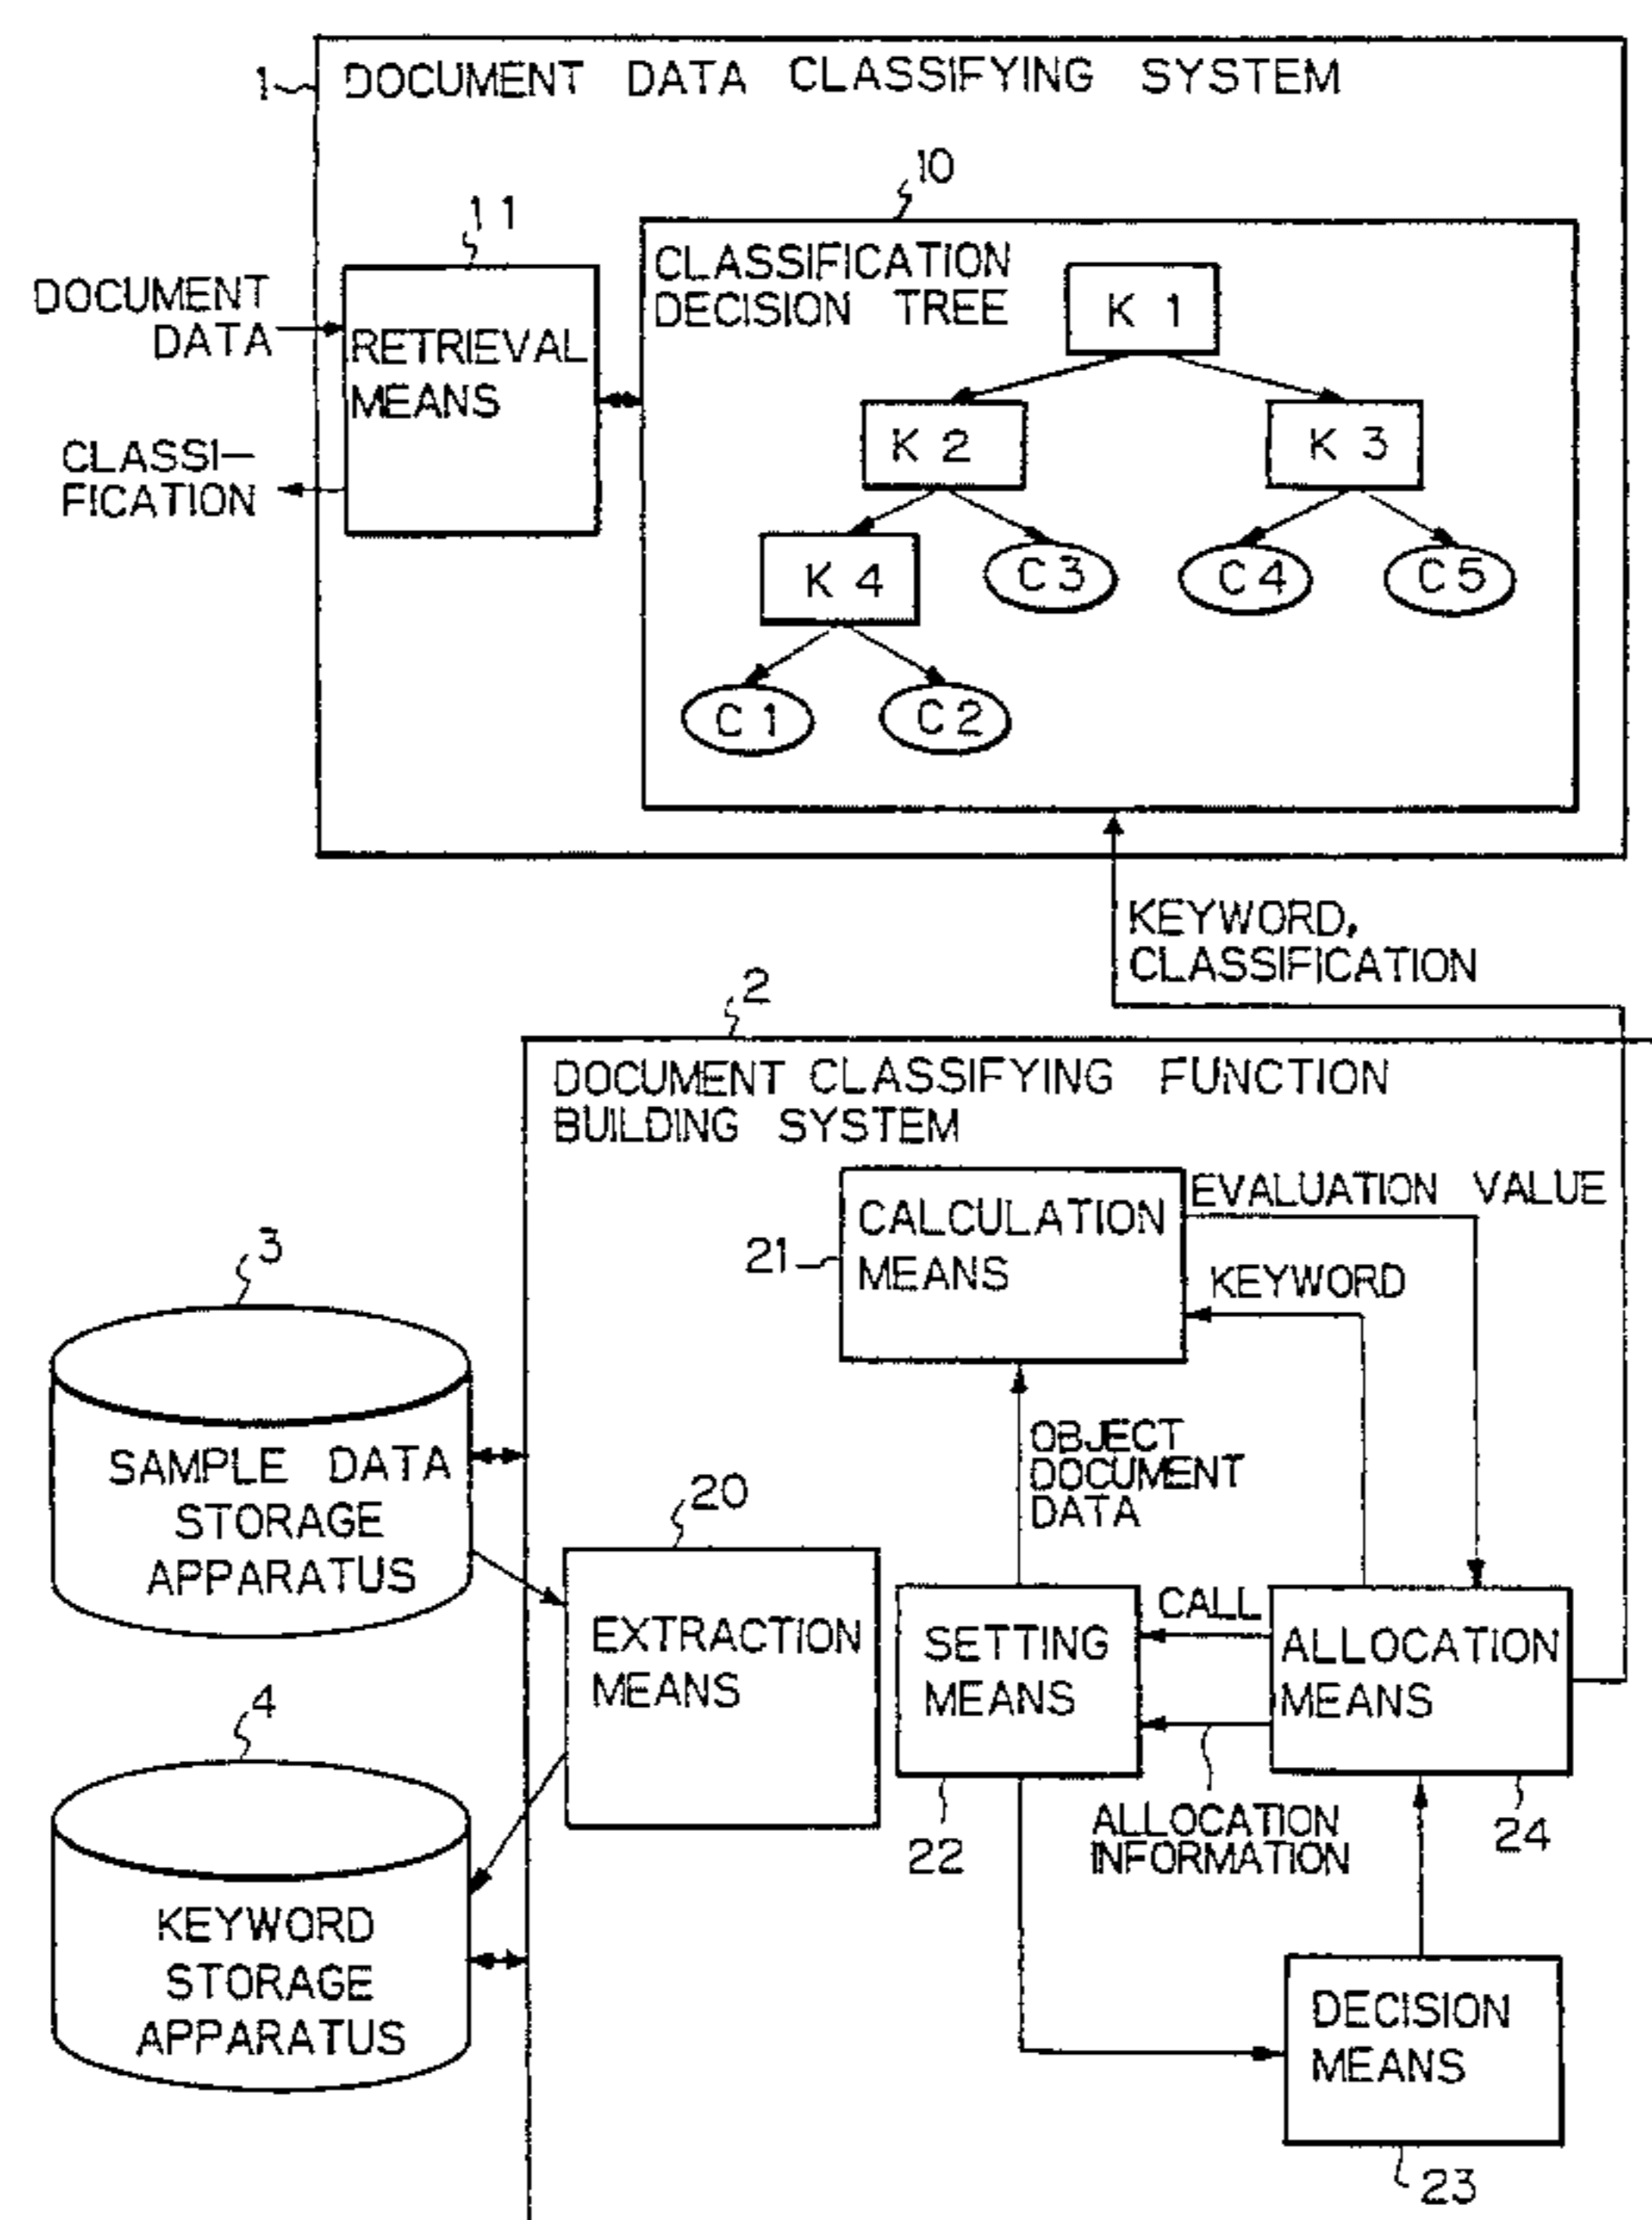 1 DOCUMENT DATA CLASSIFYING SYSTEM
10
11
CLASSIFICATION
DECISION TREE
K 1
DOCUMENT
DATA
RETRIEVAL
MEANS
K 2
K 3
CLASSI-
FICATION
K 4
C 3
C 4
C 5
C 1
C 2
KEYWORD,
CLASSIFICATION
2
DOCUMENT CLASSIFYING FUNCTION
BUILDING SYSTEM
EVALUATION VALUE
CALCULATION
MEANS
21
KEYWORD
3
SAMPLE DATA
STORAGE
APPARATUS
OBJECT
DOCUMENT
DATA
20
EXTRACTION
MEANS
CALL
SETTING
MEANS
ALLOCATION
MEANS
4
22
ALLOCATION
INFORMATION
24
KEYWORD
STORAGE
APPARATUS
DECISION
MEANS
23